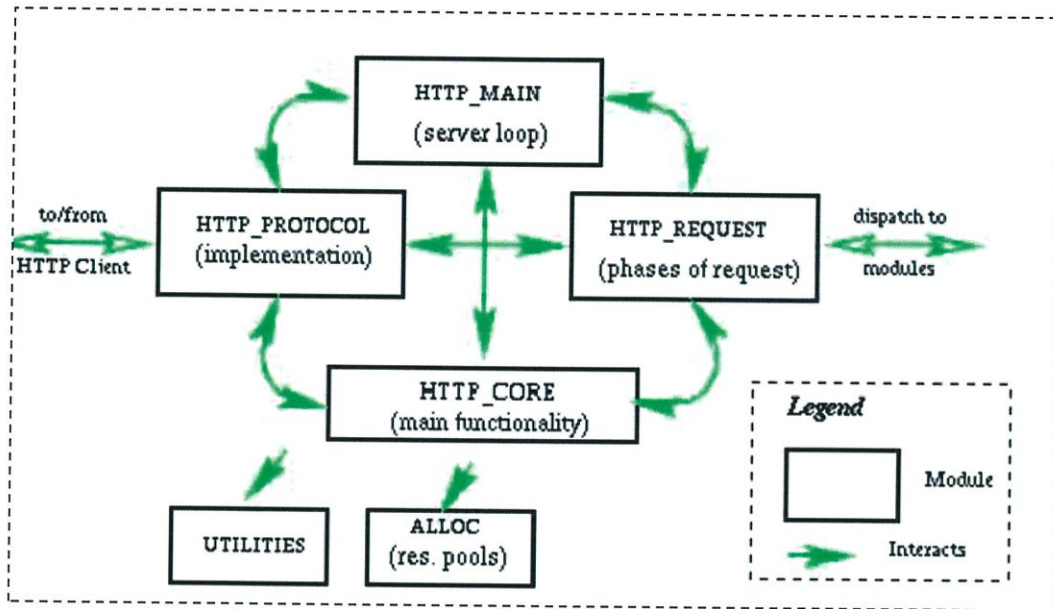 HTTP_MAIN
(server loop)
to/from
HTTP Client
HTTP_PROTOCOL
(implementation)
HTTP_REQUEST
(phases of request)
dispatch to
modules
HTTP_CORE
(main functionality)
UTILITIES
ALLOC
(res. pools)
Legend
Module
Interacts